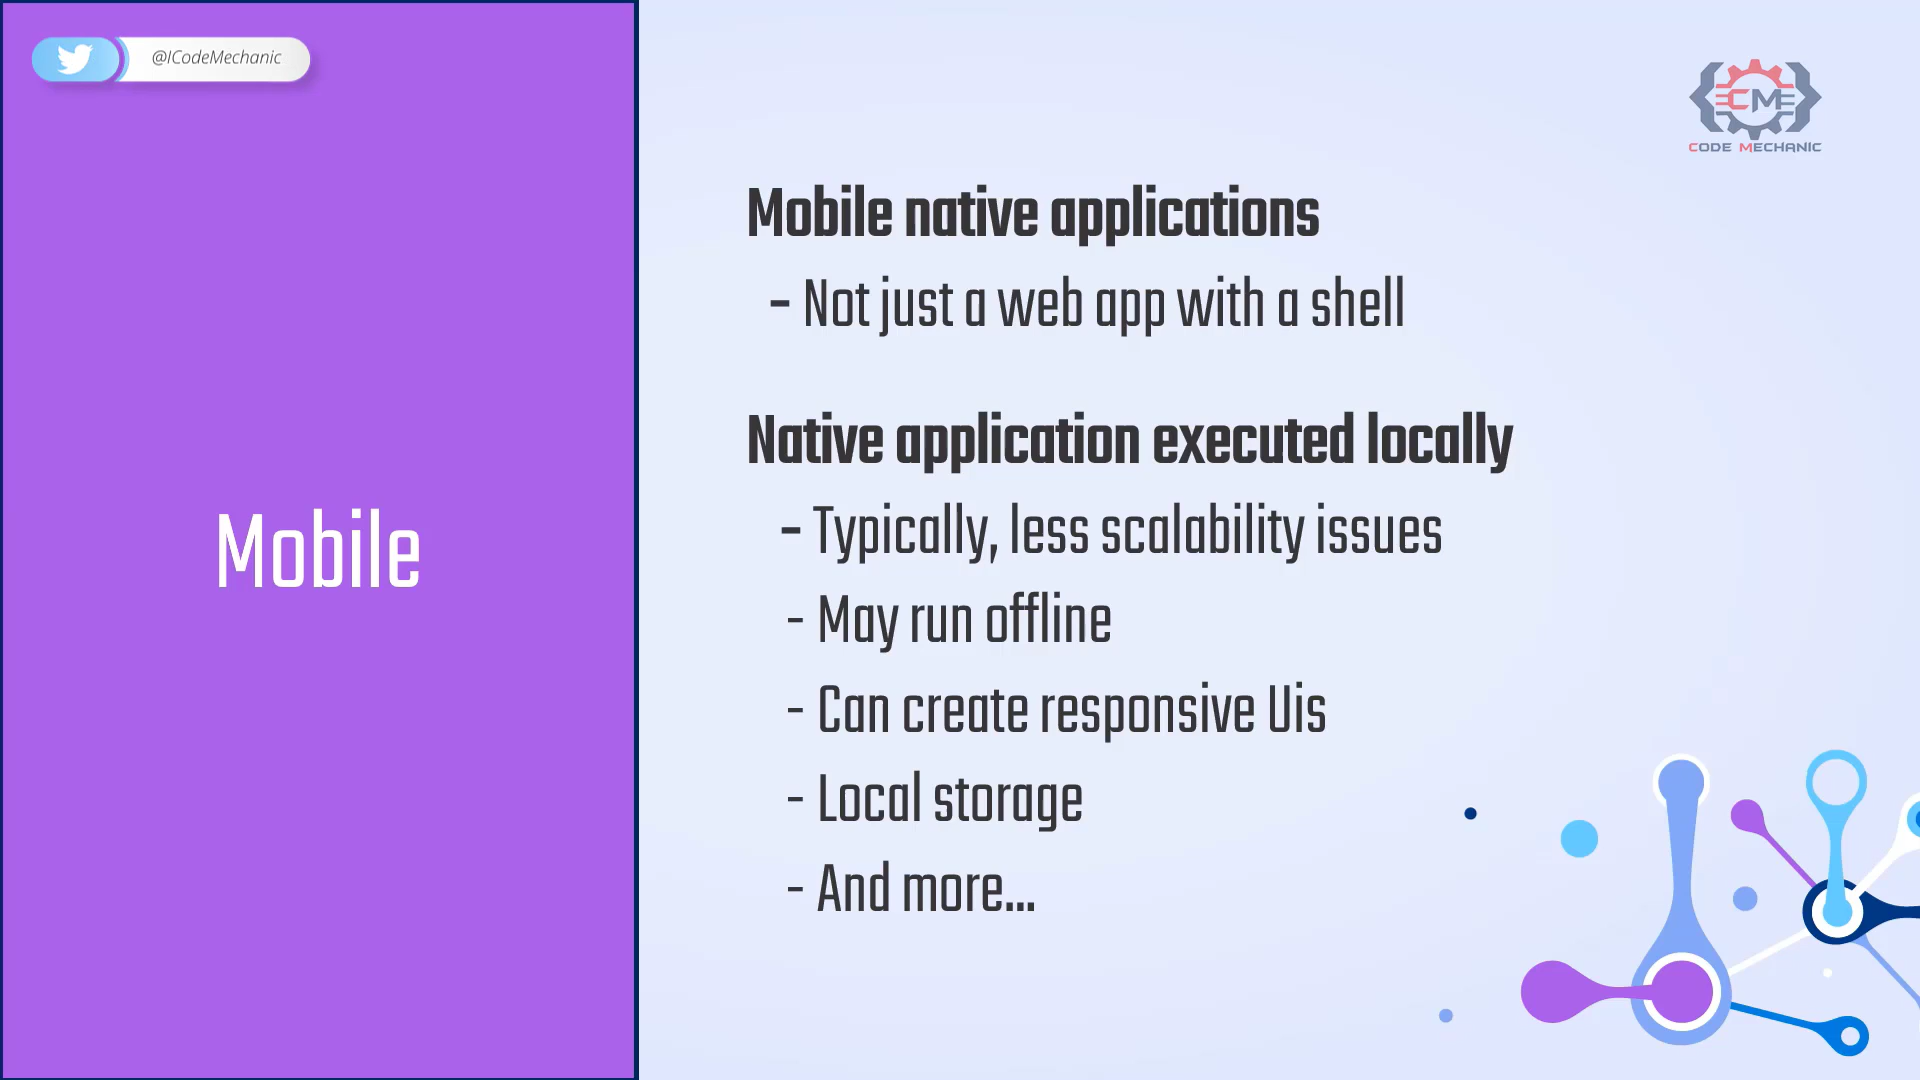 @ICodeMechanic
CME
CODE MECHANIC
Mobile
Mobile native applications
- Not just a web app with a shell
Native application executed locally
- Typically, less scalability issues
- May run offline
- Can create responsive Uis
- Local storage
- And more...